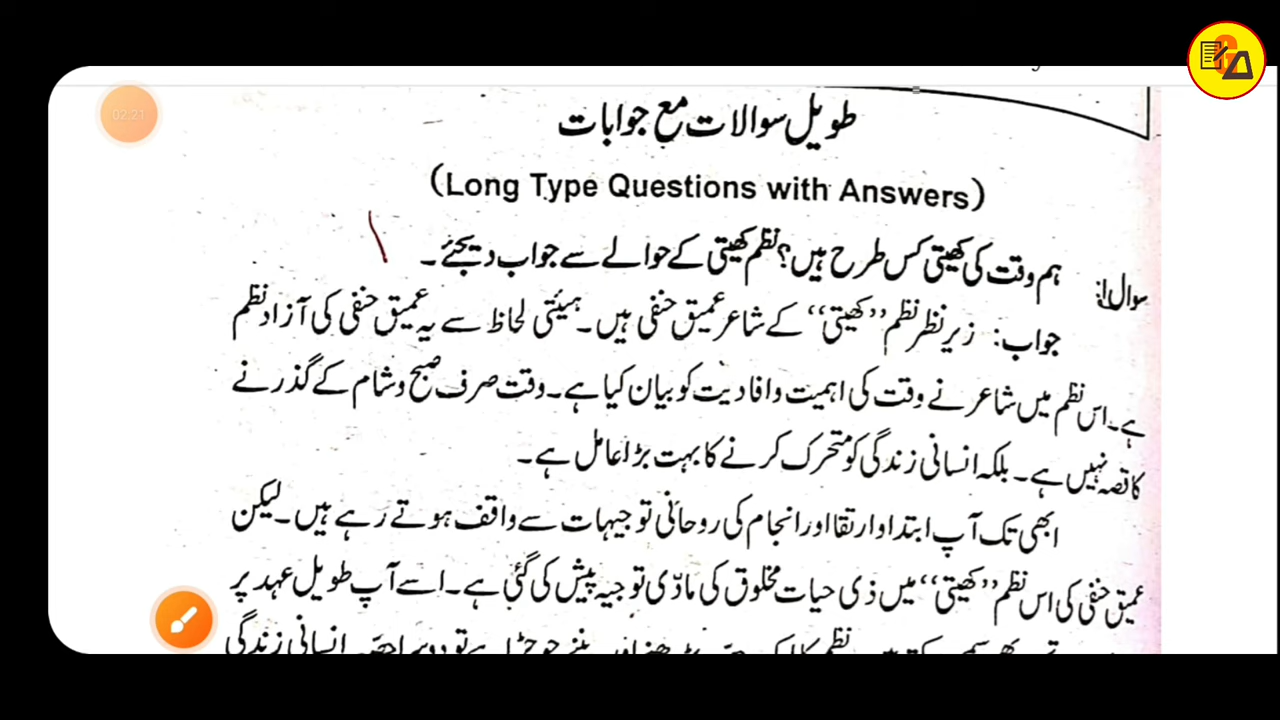 طویل سوالات مع جوابات
(Long Type Questions with Answers)
سوال ۱: ہم وقت کی کھیتی کس طرح ہیں؟ نظم کھیتی کے حوالے سے جواب دیجئے۔
جواب: زیر نظر نظم ”کھیتی“ کے شاعر عمیق حنفی ہیں۔ ہیئتی لحاظ سے یہ عمیق حنفی کی آزاد نظم
ہے۔ اس نظم میں شاعر نے وقت کی اہمیت و افادیت کو بیان کیا ہے۔ وقت صرف صبح و شام کے گذرنے
کا قصہ نہیں ہے۔ بلکہ انسانی زندگی کو متحرک کرنے کا بہت بڑا عامل ہے۔
ابھی تک آپ ابتدا و ارتقا اور انجام کی روحانی توجیہات سے واقف ہوتے رہے ہیں۔ لیکن
عمیق حنفی کی اس نظم ”کھیتی“ میں ذی حیات مخلوق کی مادّی توجیہ پیش کی گئی ہے۔ اسے آپ طویل عہد پر
02:21